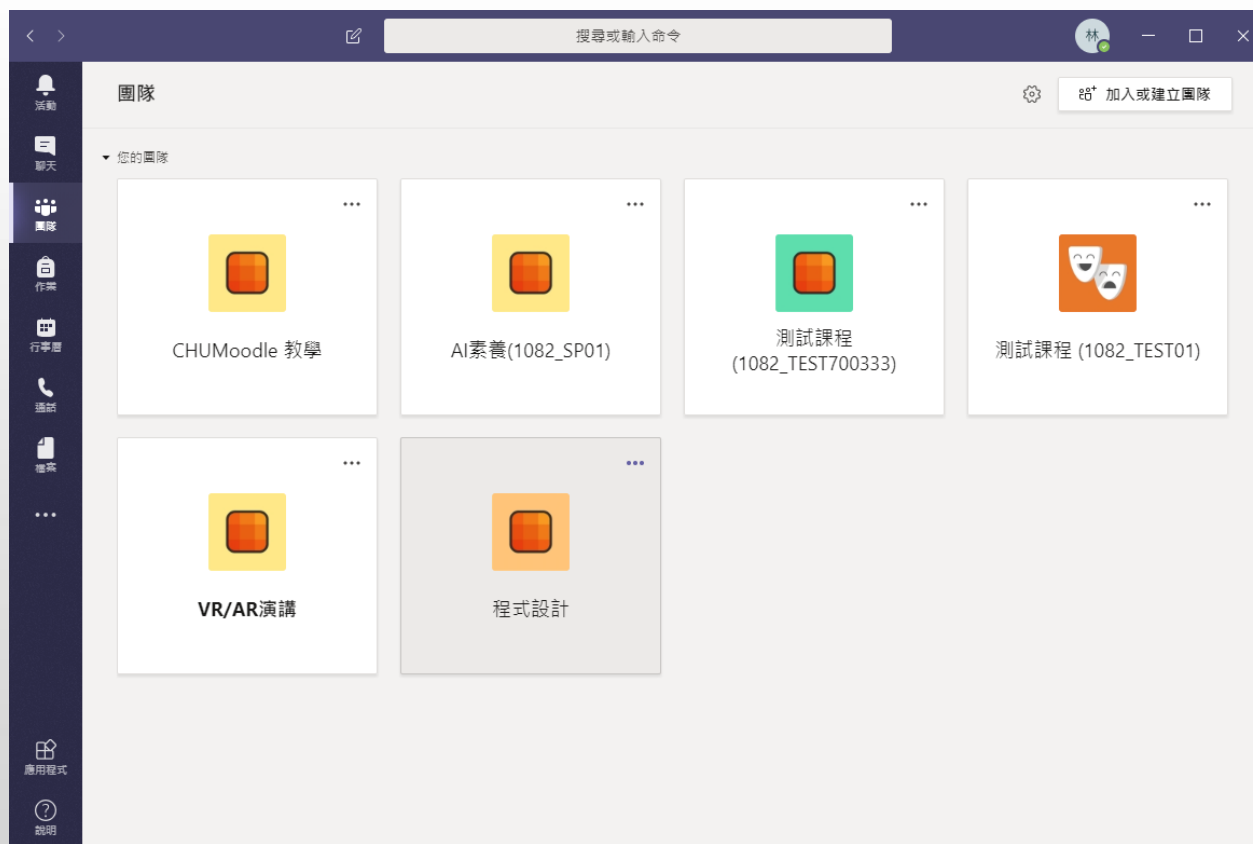 搜尋或輸入命令
林
活動
聊天
團隊
作業
行事曆
通話
檔案
應用程式
說明
團隊
加入或建立團隊
您的團隊
CHUMoodle 教學
AI素養(1082_SP01)
測試課程
(1082_TEST700333)
測試課程 (1082_TEST01)
VR/AR演講
程式設計